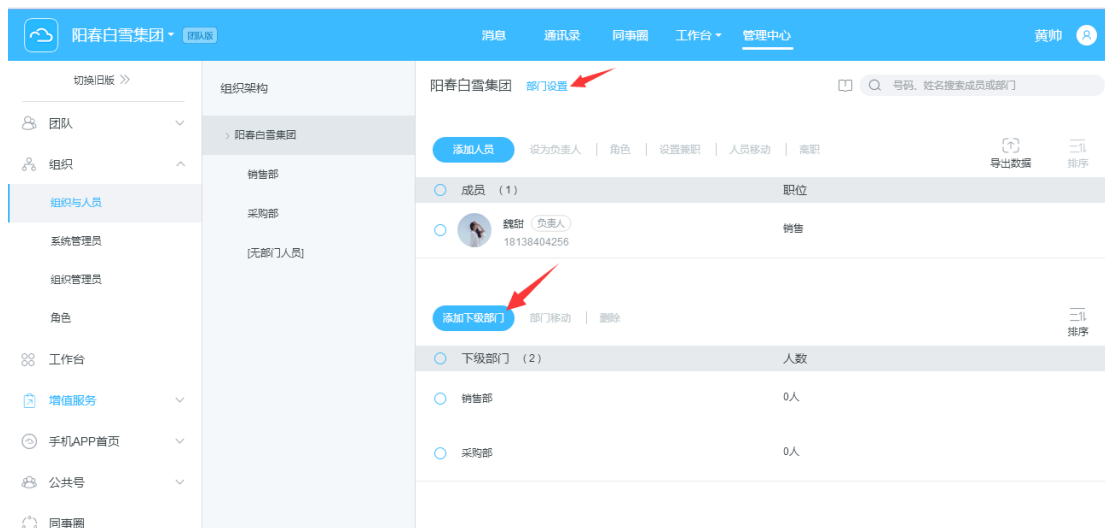 阳春白雪集团 团队版 消息 通讯录 同事圈 工作台 管理中心 黄帅
切换旧版
团队
组织
组织与人员
系统管理员
组织管理员
角色
工作台
增值服务
手机APP首页
公共号
同事圈
组织架构
阳春白雪集团
销售部
采购部
[无部门人员]
阳春白雪集团 部门设置 号码、姓名搜索成员或部门
添加人员 设为负责人 | 角色 | 设置兼职 | 人员移动 | 离职 导出数据 排序
成员 (1) 职位
魏甜 负责人 销售
18138404256
添加下级部门 部门移动 | 删除 排序
下级部门 (2) 人数
销售部 0人
采购部 0人